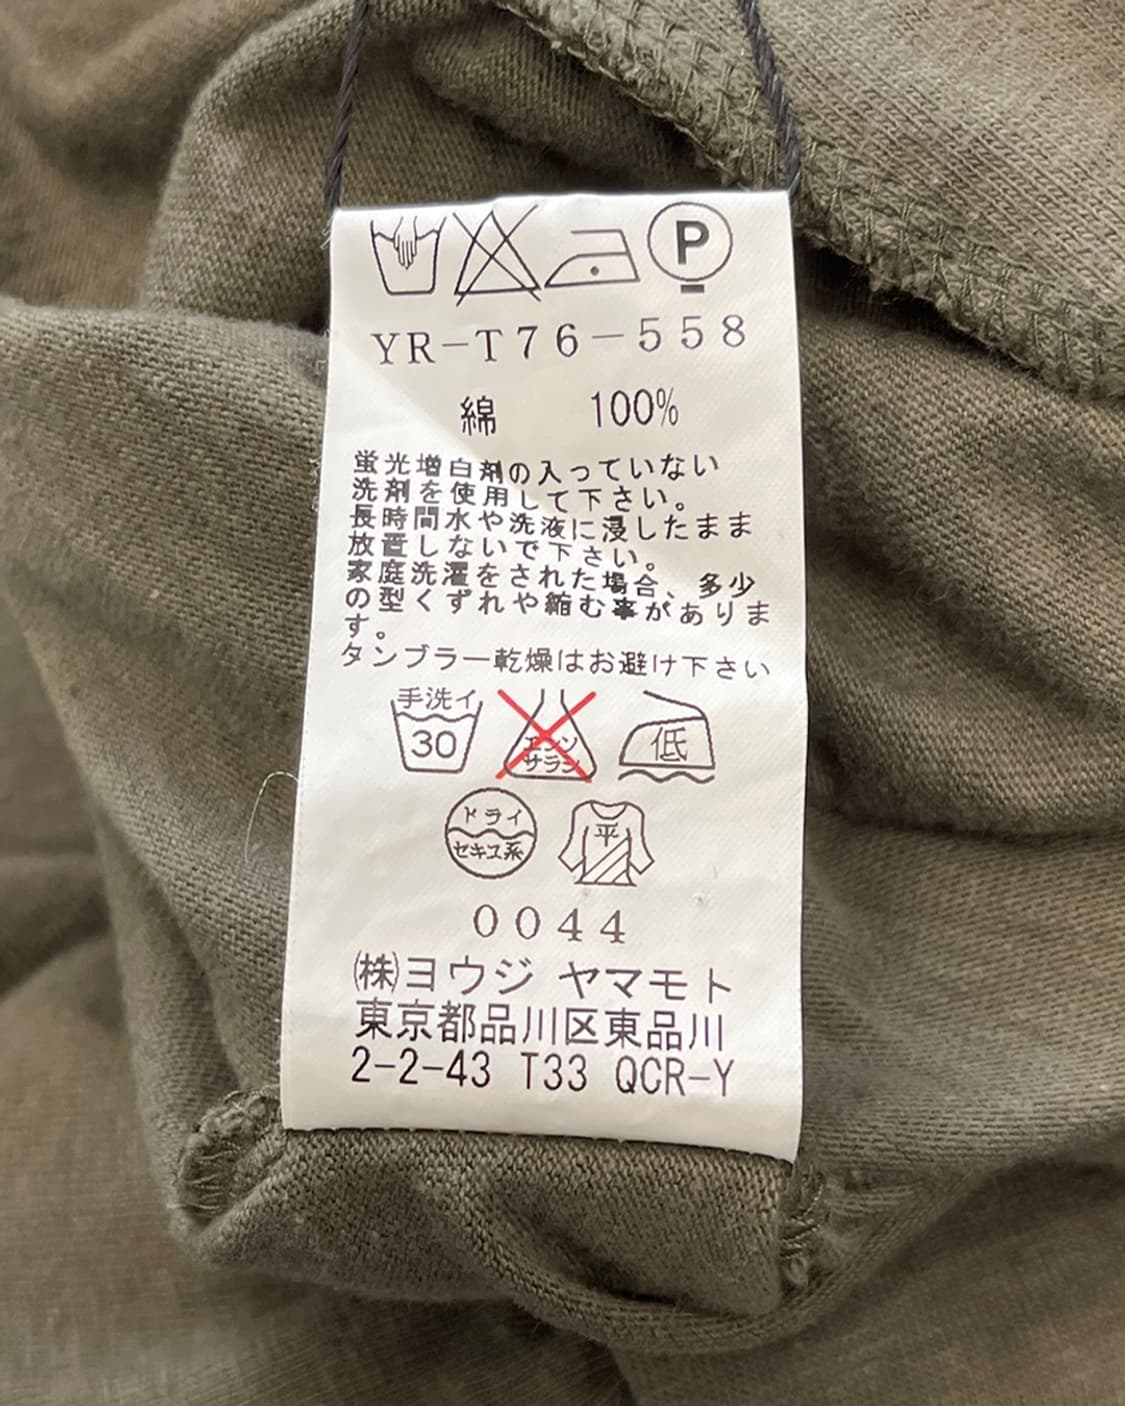 P
YR-T76-558
綿 100%
蛍光増白剤の入っていない
洗剤を使用して下さい。
長時間水や洗液に浸したまま
放置しないで下さい。
家庭洗濯をされた場合、多少
の型くずれや縮む事がありま
す。
タンブラー乾燥はお避け下さい
手洗イ
30
エンソ
サラシ
低
ドライ
セキユ系
平
0044
㈱ヨウジ ヤマモト
東京都品川区東品川
2-2-43 T33 QCR-Y